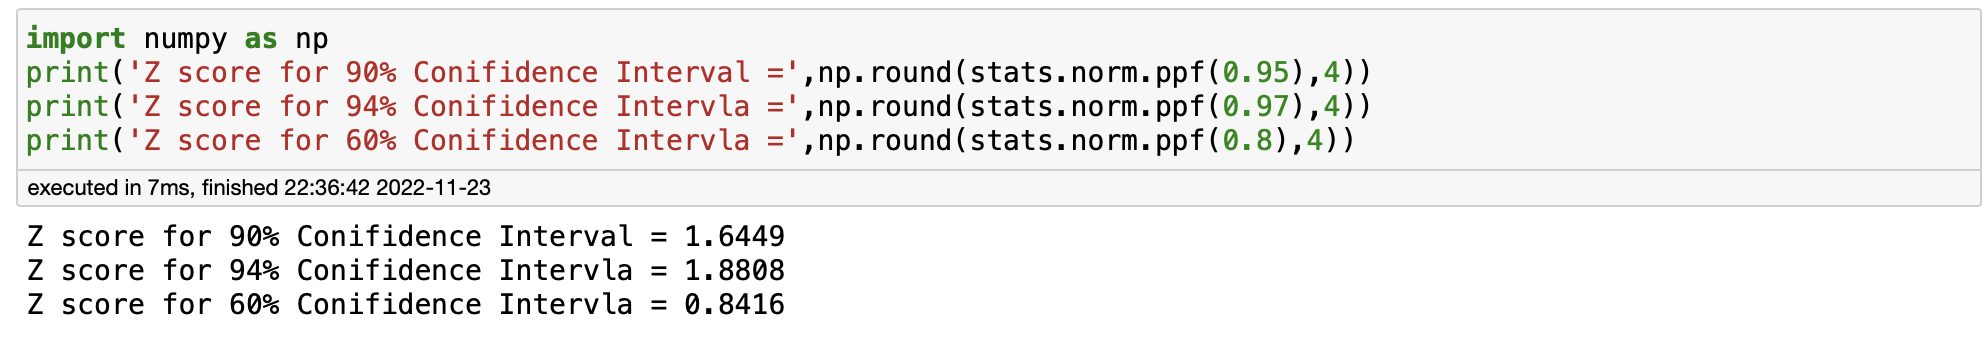 import numpy as np
print('Z score for 90% Conifidence Interval =',np.round(stats.norm.ppf(0.95),4))
print('Z score for 94% Conifidence Intervla =',np.round(stats.norm.ppf(0.97),4))
print('Z score for 60% Conifidence Intervla =',np.round(stats.norm.ppf(0.8),4))
executed in 7ms, finished 22:36:42 2022-11-23
Z score for 90% Conifidence Interval = 1.6449
Z score for 94% Conifidence Intervla = 1.8808
Z score for 60% Conifidence Intervla = 0.8416